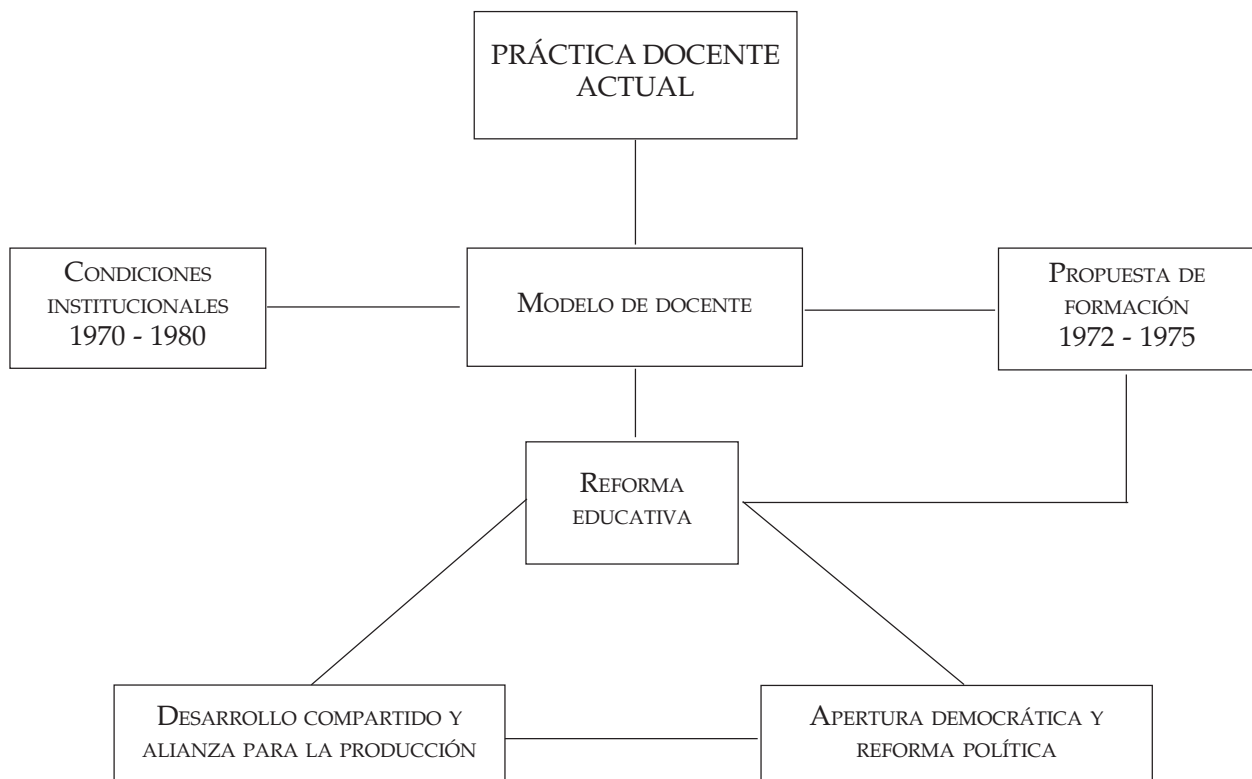 PRÁCTICA DOCENTE
ACTUAL
CONDICIONES
INSTITUCIONALES
1970 - 1980
MODELO DE DOCENTE
PROPUESTA DE
FORMACIÓN
1972 - 1975
REFORMA
EDUCATIVA
DESARROLLO COMPARTIDO Y
ALIANZA PARA LA PRODUCCIÓN
APERTURA DEMOCRÁTICA Y
REFORMA POLÍTICA